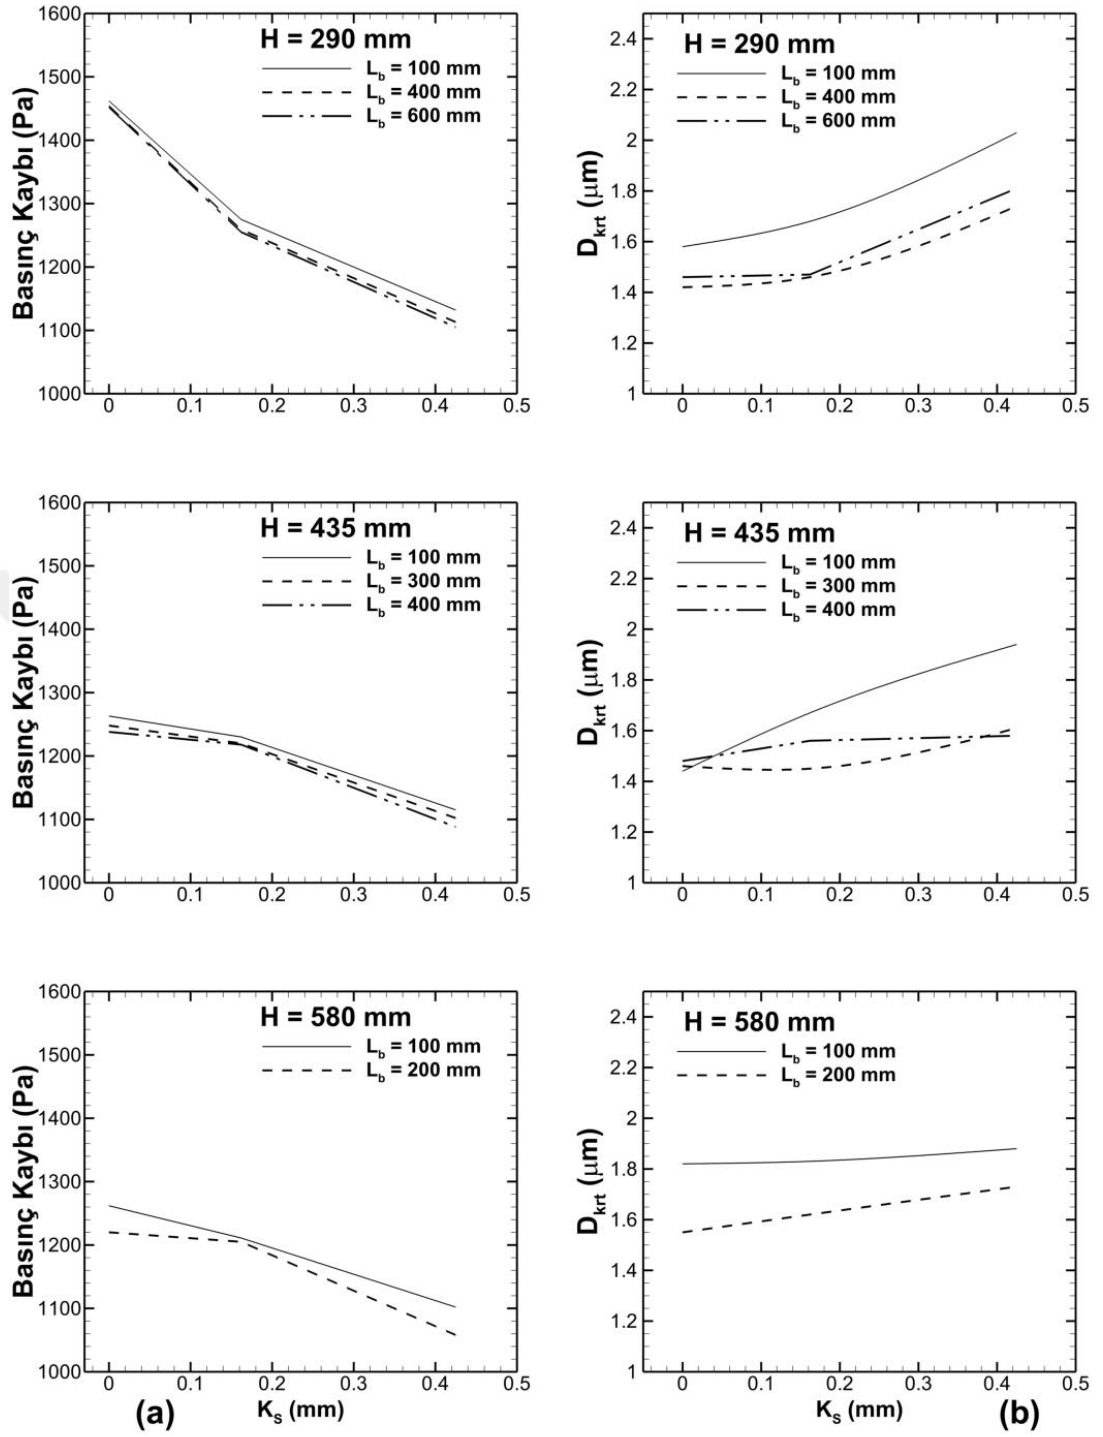 H = 290 mm
L_b = 100 mm
L_b = 400 mm
L_b = 600 mm
Basınç Kaybı (Pa)
1600
1500
1400
1300
1200
1100
1000
0 0.1 0.2 0.3 0.4 0.5
H = 290 mm
L_b = 100 mm
L_b = 400 mm
L_b = 600 mm
D_krt (μm)
2.4
2.2
2
1.8
1.6
1.4
1.2
1
0 0.1 0.2 0.3 0.4 0.5
H = 435 mm
L_b = 100 mm
L_b = 300 mm
L_b = 400 mm
Basınç Kaybı (Pa)
1600
1500
1400
1300
1200
1100
1000
0 0.1 0.2 0.3 0.4 0.5
H = 435 mm
L_b = 100 mm
L_b = 300 mm
L_b = 400 mm
D_krt (μm)
2.4
2.2
2
1.8
1.6
1.4
1.2
1
0 0.1 0.2 0.3 0.4 0.5
H = 580 mm
L_b = 100 mm
L_b = 200 mm
Basınç Kaybı (Pa)
1600
1500
1400
1300
1200
1100
1000
0 0.1 0.2 0.3 0.4 0.5
(a) K_S (mm)
H = 580 mm
L_b = 100 mm
L_b = 200 mm
D_krt (μm)
2.4
2.2
2
1.8
1.6
1.4
1.2
1
0 0.1 0.2 0.3 0.4 0.5
K_S (mm) (b)